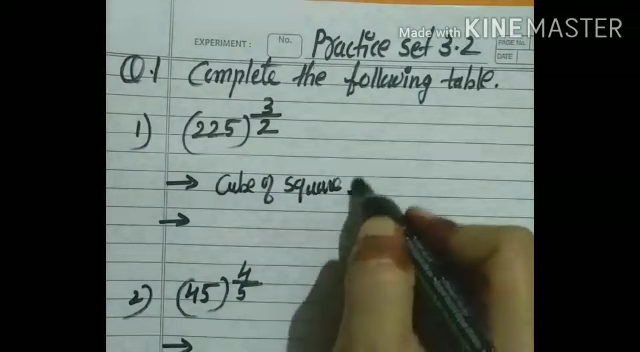 Made with KINEMASTER
EXPERIMENT : No. Practice Set 3.2 PAGE No.
DATE
Q.1 Complete the following table.
1) (225)^3/2
→ Cube of square
→
2) (45)^4/5
→